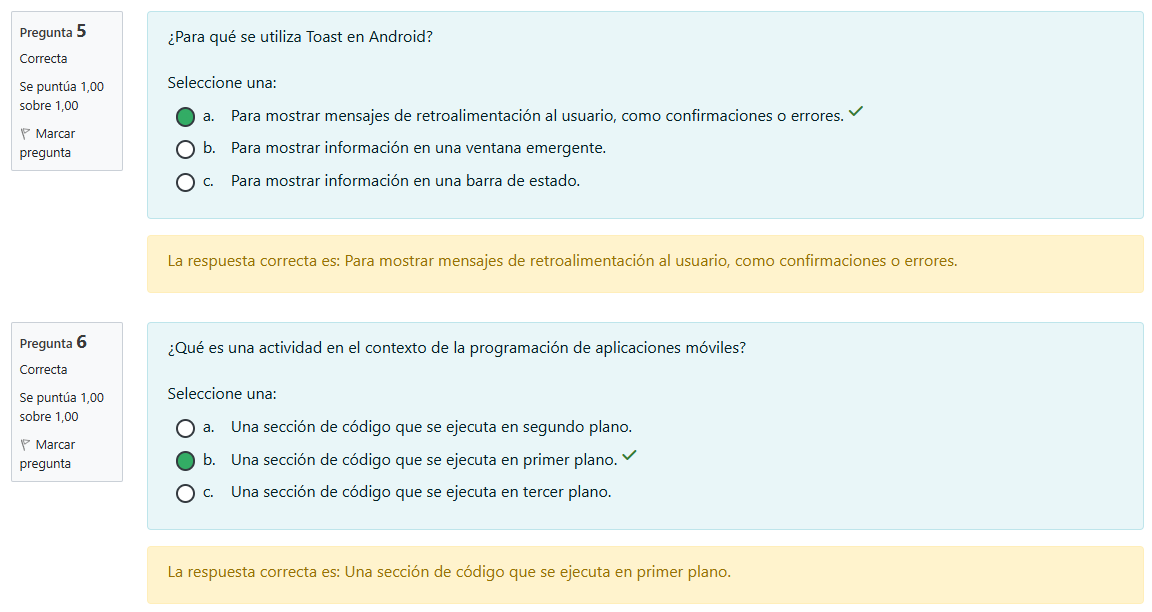 Pregunta 5
Correcta
Se puntúa 1,00
sobre 1,00
Marcar
pregunta
¿Para qué se utiliza Toast en Android?
Seleccione una:
a. Para mostrar mensajes de retroalimentación al usuario, como confirmaciones o errores.
b. Para mostrar información en una ventana emergente.
c. Para mostrar información en una barra de estado.
La respuesta correcta es: Para mostrar mensajes de retroalimentación al usuario, como confirmaciones o errores.
Pregunta 6
Correcta
Se puntúa 1,00
sobre 1,00
Marcar
pregunta
¿Qué es una actividad en el contexto de la programación de aplicaciones móviles?
Seleccione una:
a. Una sección de código que se ejecuta en segundo plano.
b. Una sección de código que se ejecuta en primer plano.
c. Una sección de código que se ejecuta en tercer plano.
La respuesta correcta es: Una sección de código que se ejecuta en primer plano.